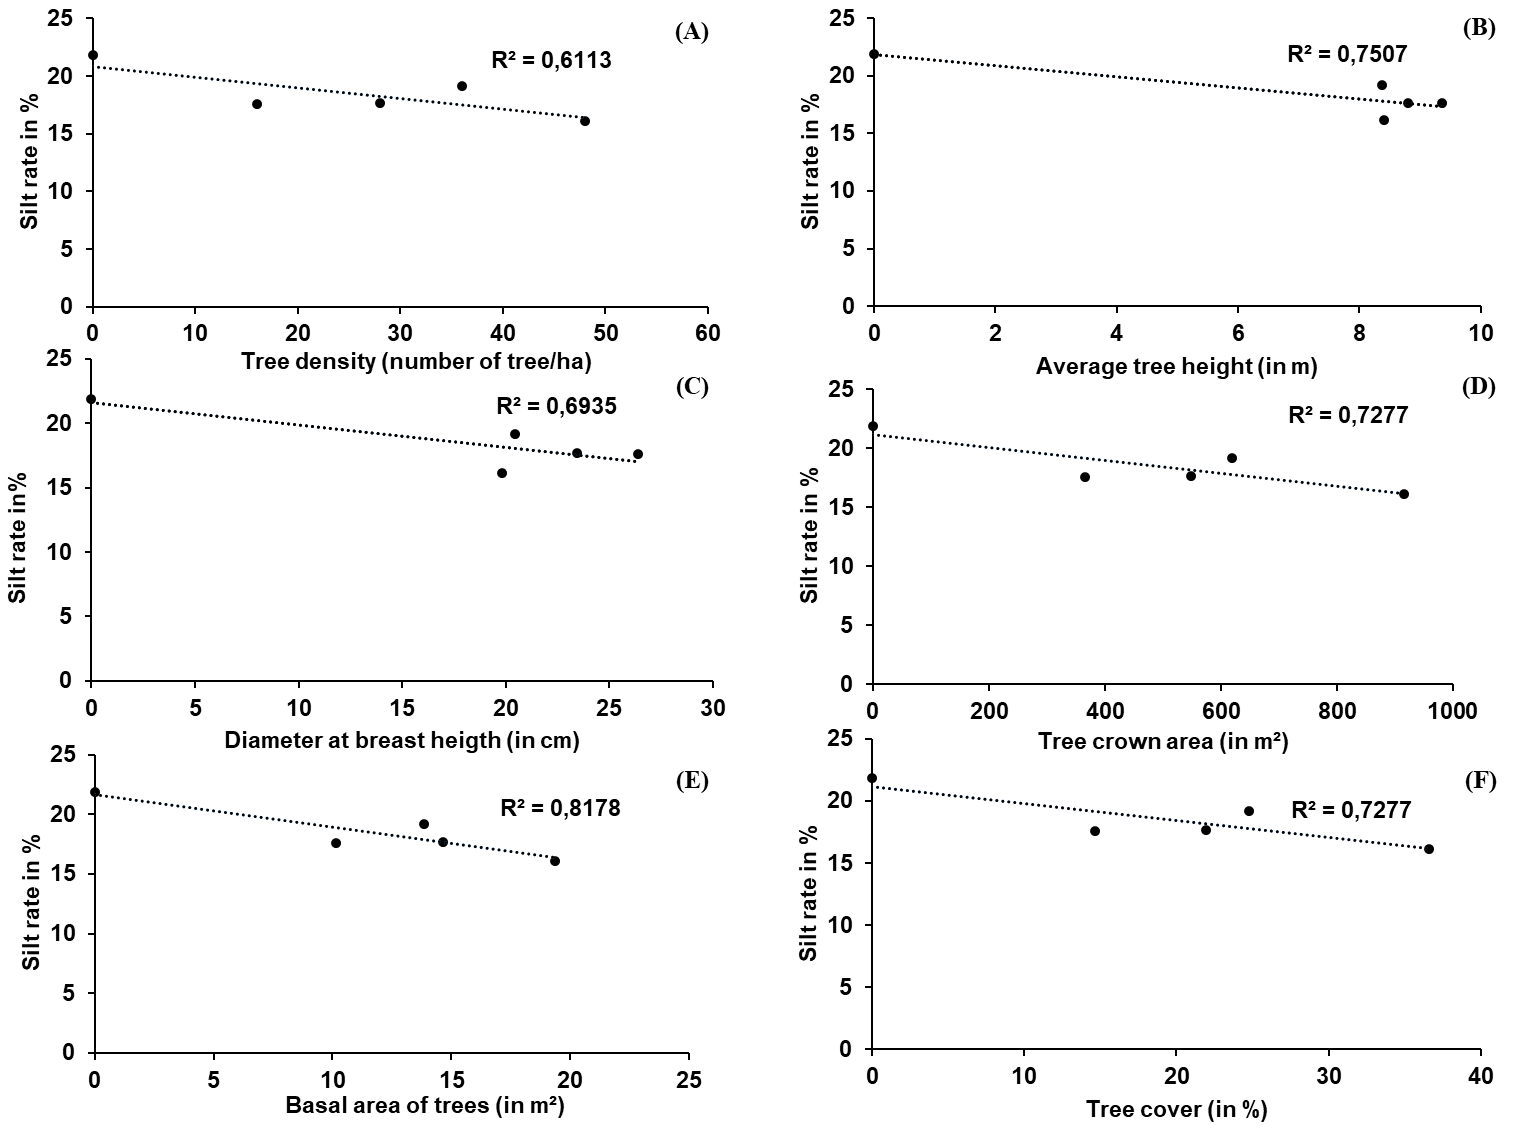 (A)
R² = 0,6113
Silt rate in %
25
20
15
10
5
0
0 10 20 30 40 50 60
Tree density (number of tree/ha)
(B)
R² = 0,7507
Silt rate in %
25
20
15
10
5
0
0 2 4 6 8 10
Average tree height (in m)
(C)
R² = 0,6935
Silt rate in%
25
20
15
10
5
0
0 5 10 15 20 25 30
Diameter at breast heigth (in cm)
(D)
R² = 0,7277
Silt rate in %
25
20
15
10
5
0
0 200 400 600 800 1000
Tree crown area (in m²)
(E)
R² = 0,8178
Silt rate in %
25
20
15
10
5
0
0 5 10 15 20 25
Basal area of trees (in m²)
(F)
R² = 0,7277
Silt rate in %
25
20
15
10
5
0
0 10 20 30 40
Tree cover (in %)